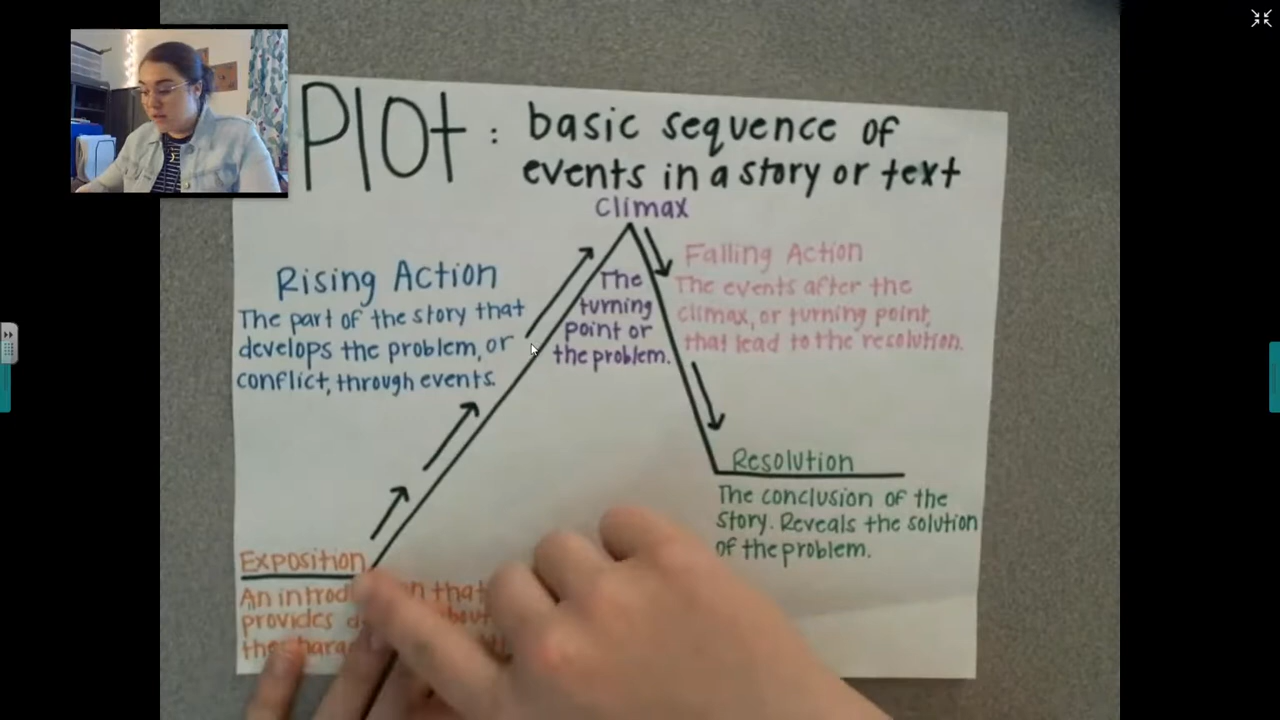 Plot: basic sequence of
events in a story or text
Climax
Rising Action
The part of the story that
develops the problem, or
conflict, through events.
The
turning
point or
the problem.
Falling Action
The events after the
climax, or turning point,
that lead to the resolution.
Resolution
The conclusion of the
story. Reveals the solution
of the problem.
Exposition
An that
provides
the